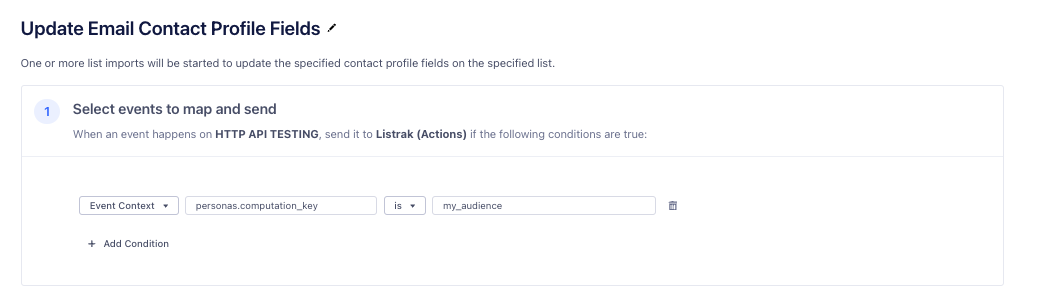 Update Email Contact Profile Fields
One or more list imports will be started to update the specified contact profile fields on the specified list.
1 Select events to map and send
When an event happens on HTTP API TESTING, send it to Listrak (Actions) if the following conditions are true:
Event Context personas.computation_key is my_audience
+ Add Condition